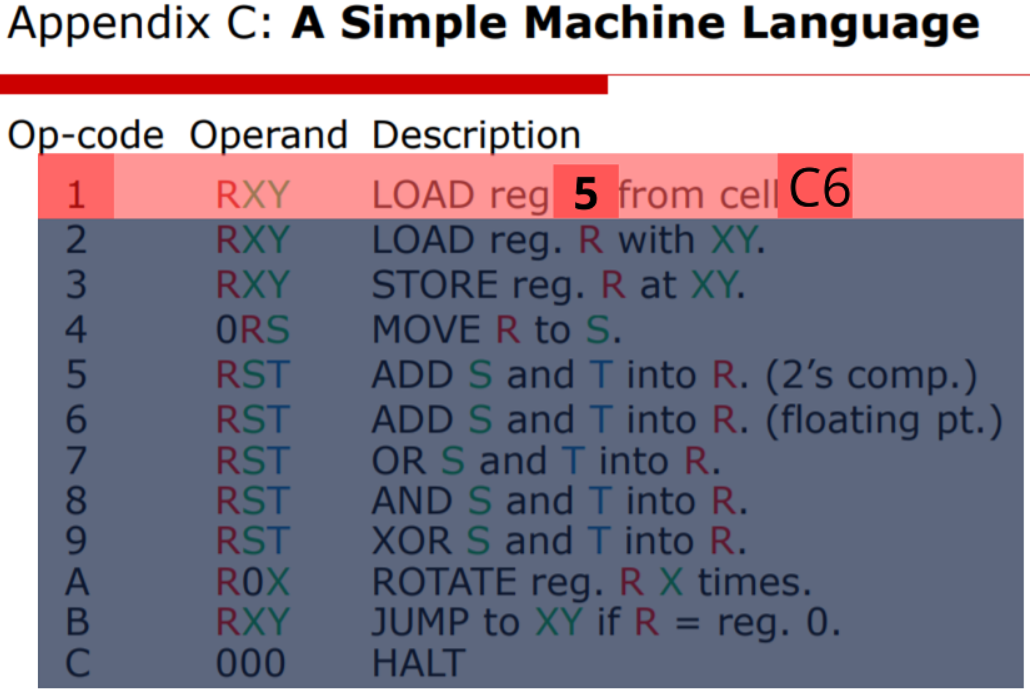 Appendix C: A Simple Machine Language
Op-code Operand Description
1 RXY LOAD reg 5 from cell C6
2 RXY LOAD reg. R with XY.
3 RXY STORE reg. R at XY.
4 0RS MOVE R to S.
5 RST ADD S and T into R. (2's comp.)
6 RST ADD S and T into R. (floating pt.)
7 RST OR S and T into R.
8 RST AND S and T into R.
9 RST XOR S and T into R.
A R0X ROTATE reg. R X times.
B RXY JUMP to XY if R = reg. 0.
C 000 HALT